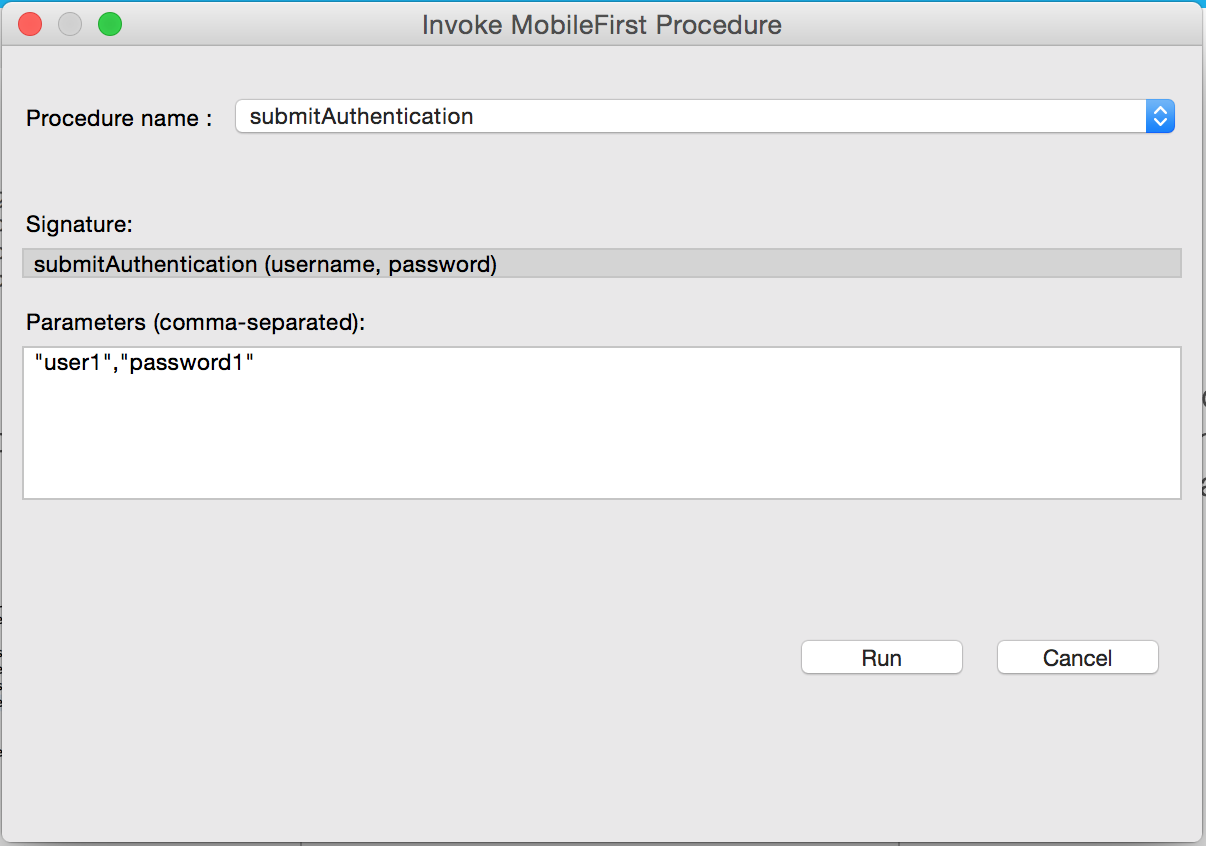 Invoke MobileFirst Procedure
Procedure name : submitAuthentication
Signature:
submitAuthentication (username, password)
Parameters (comma-separated):
"user1","password1"
Run Cancel